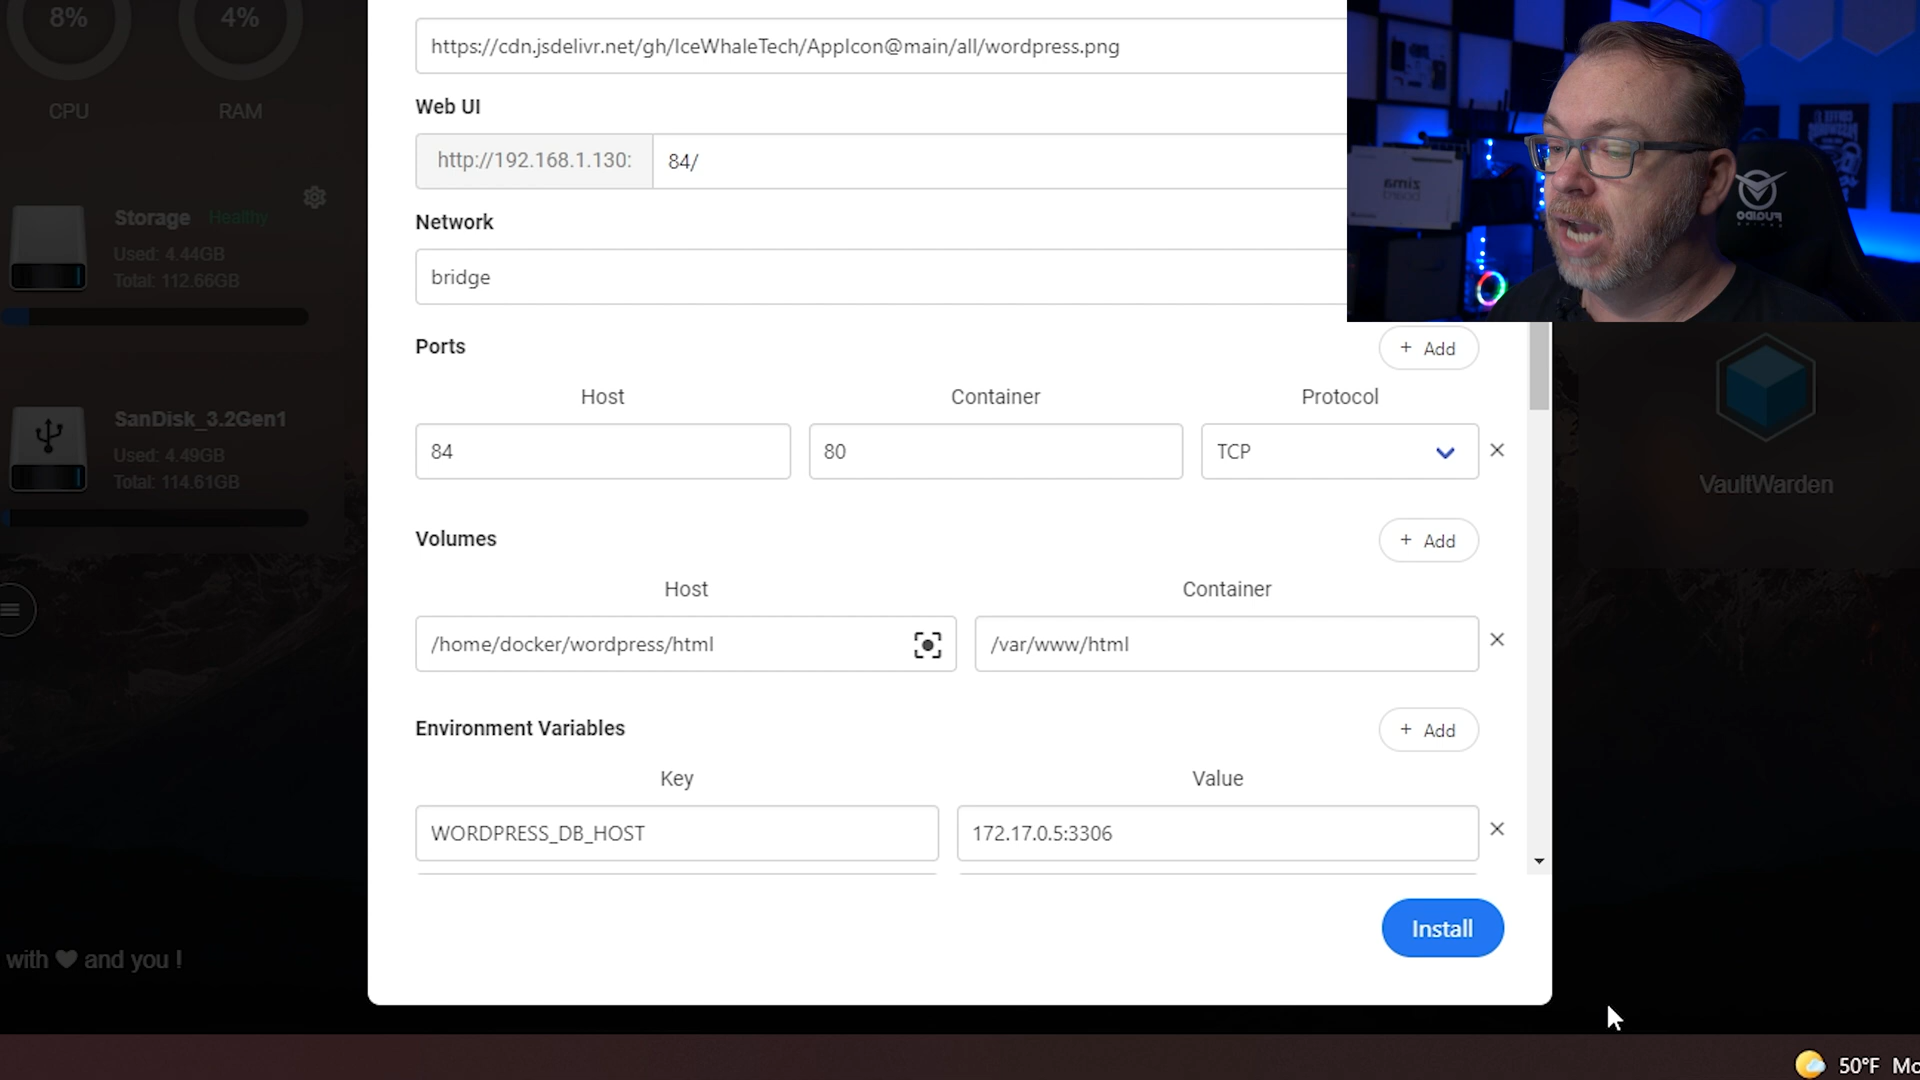 8%
4%
CPU
RAM
https://cdn.jsdelivr.net/gh/IceWhaleTech/AppIcon@main/all/wordpress.png
Web UI
http://192.168.1.130:
84/
Network
bridge
Ports
+ Add
Host
Container
Protocol
84
80
TCP
Volumes
+ Add
Host
Container
/home/docker/wordpress/html
/var/www/html
Environment Variables
+ Add
Key
Value
WORDPRESS_DB_HOST
172.17.0.5:3306
Install
Storage Healthy
Used: 4.44GB
Total: 112.66GB
SanDisk_3.2Gen1
Used: 4.49GB
Total: 114.61GB
with ♥ and you !
zima
board
FUQIDO
VaultWarden
50°F Mo